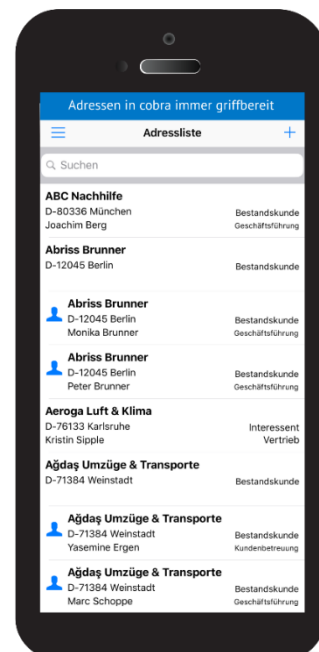 Adressen in cobra immer griffbereit
Adressliste
Suchen
ABC Nachhilfe
D-80336 München Bestandskunde
Joachim Berg Geschäftsführung
Abriss Brunner
D-12045 Berlin Bestandskunde
Abriss Brunner
D-12045 Berlin Bestandskunde
Monika Brunner Geschäftsführung
Abriss Brunner
D-12045 Berlin Bestandskunde
Peter Brunner Geschäftsführung
Aeroga Luft & Klima
D-76133 Karlsruhe Interessent
Kristin Sipple Vertrieb
Ağdaş Umzüge & Transporte
D-71384 Weinstadt Bestandskunde
Ağdaş Umzüge & Transporte
D-71384 Weinstadt Bestandskunde
Yasemine Ergen Kundenbetreuung
Ağdaş Umzüge & Transporte
D-71384 Weinstadt Bestandskunde
Marc Schoppe Geschäftsführung